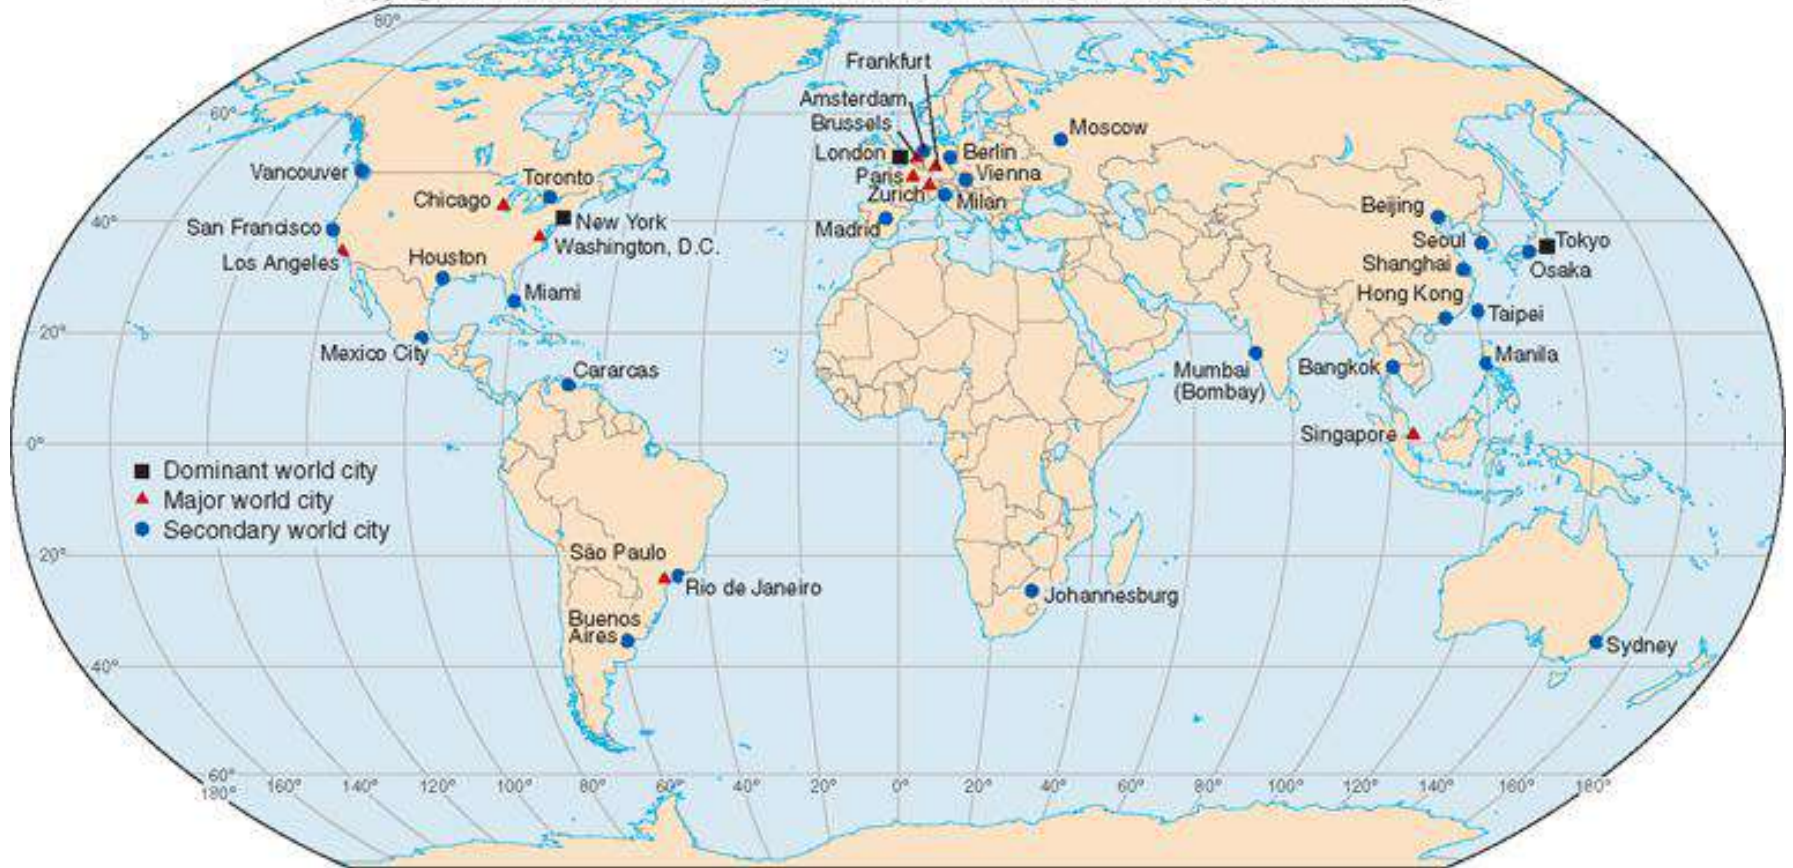 80°
Frankfurt
Amsterdam
60°
Brussels
Moscow
London
Berlin
Vancouver
Paris
Vienna
Toronto
Zurich
Chicago
Milan
Beijing
40°
New York
San Francisco
Madrid
Seoul
Tokyo
Washington, D.C.
Los Angeles
Houston
Shanghai
Osaka
Miami
Hong Kong
Taipei
20°
Mexico City
Manila
Cararcas
Mumbai
(Bombay)
Bangkok
0°
Singapore
Dominant world city
Major world city
Secondary world city
20°
São Paulo
Rio de Janeiro
Johannesburg
Buenos
Aires
Sydney
40°
60°
180° 160° 140° 120° 100° 80° 60° 40° 20° 0° 20° 40° 60° 80° 100° 120° 140° 160° 180°